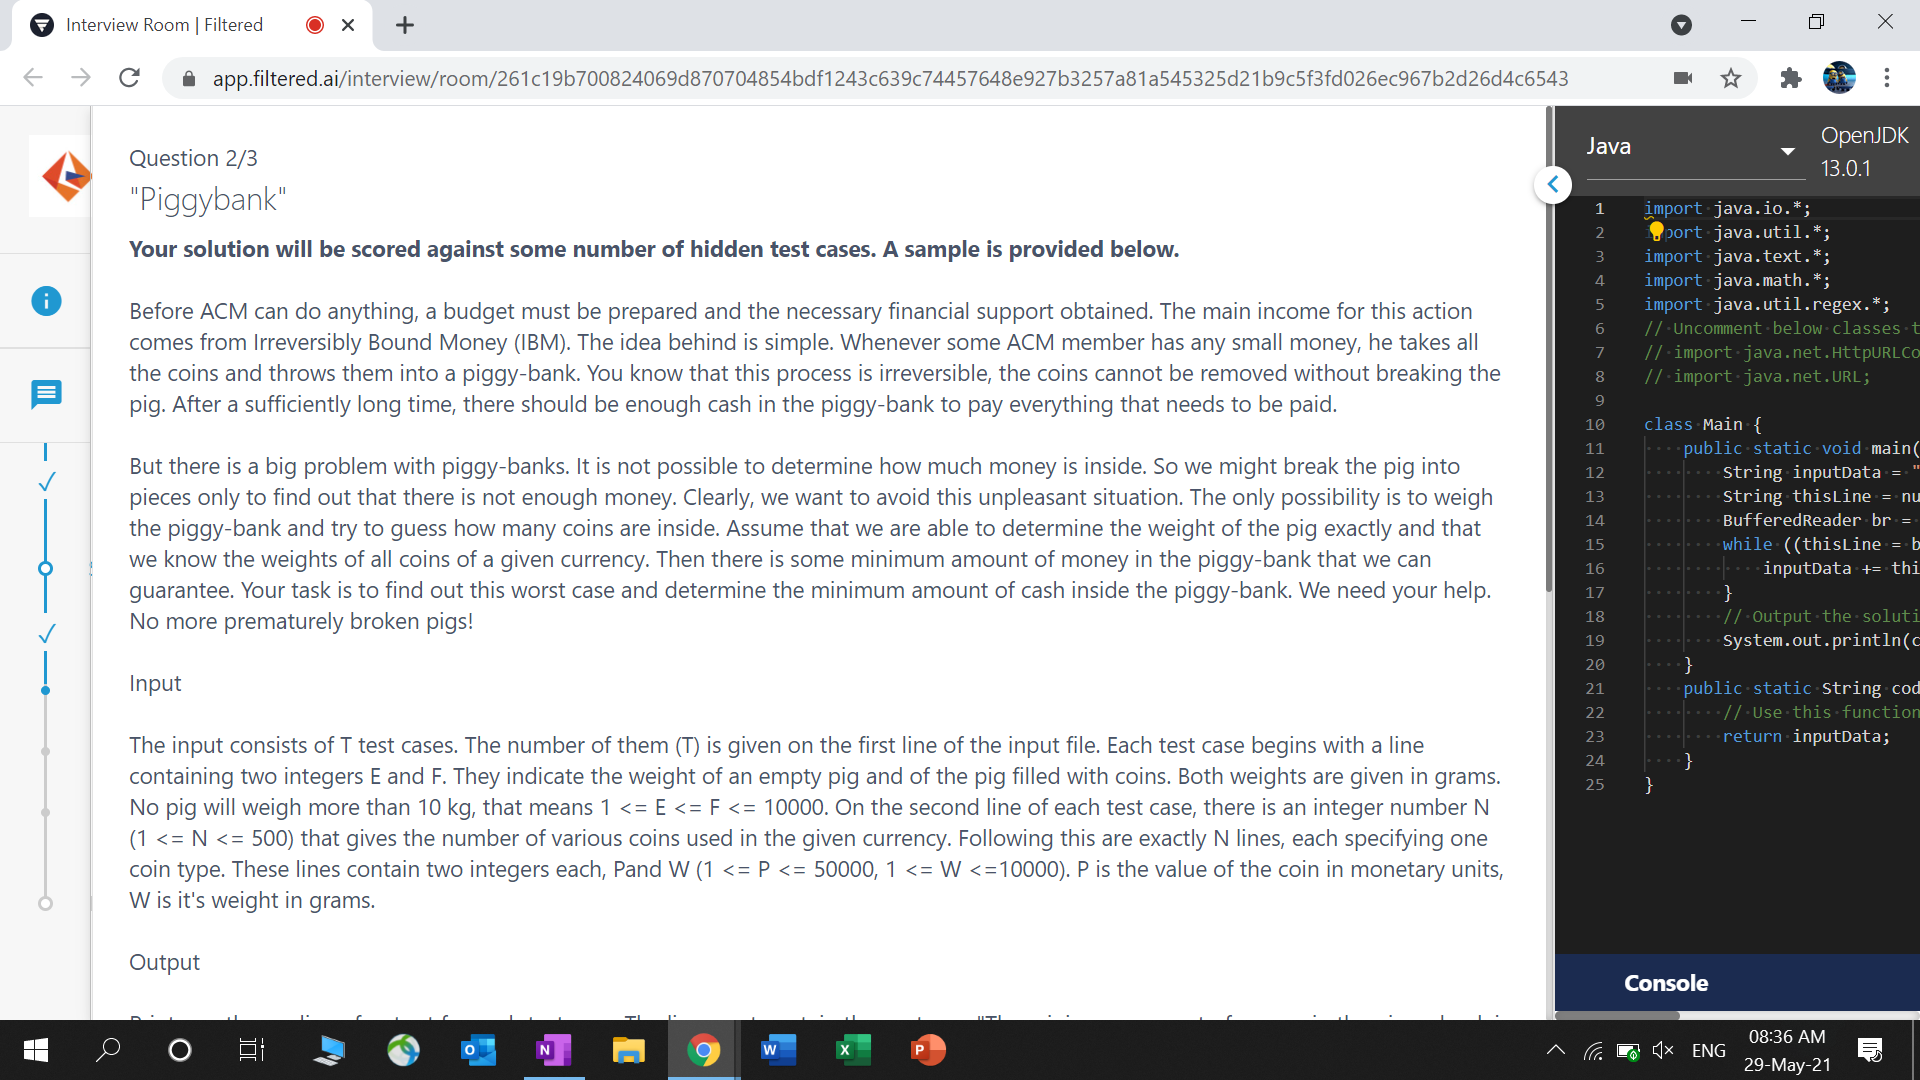 Interview Room | Filtered
app.filtered.ai/interview/room/261c19b700824069d870704854bdf1243c639c74457648e927b3257a81a545325d21b9c5f3fd026ec967b2d26d4c6543
Question 2/3
"Piggybank"
Your solution will be scored against some number of hidden test cases. A sample is provided below.
Before ACM can do anything, a budget must be prepared and the necessary financial support obtained. The main income for this action
comes from Irreversibly Bound Money (IBM). The idea behind is simple. Whenever some ACM member has any small money, he takes all
the coins and throws them into a piggy-bank. You know that this process is irreversible, the coins cannot be removed without breaking the
pig. After a sufficiently long time, there should be enough cash in the piggy-bank to pay everything that needs to be paid.
But there is a big problem with piggy-banks. It is not possible to determine how much money is inside. So we might break the pig into
pieces only to find out that there is not enough money. Clearly, we want to avoid this unpleasant situation. The only possibility is to weigh
the piggy-bank and try to guess how many coins are inside. Assume that we are able to determine the weight of the pig exactly and that
we know the weights of all coins of a given currency. Then there is some minimum amount of money in the piggy-bank that we can
guarantee. Your task is to find out this worst case and determine the minimum amount of cash inside the piggy-bank. We need your help.
No more prematurely broken pigs!
Input
The input consists of T test cases. The number of them (T) is given on the first line of the input file. Each test case begins with a line
containing two integers E and F. They indicate the weight of an empty pig and of the pig filled with coins. Both weights are given in grams.
No pig will weigh more than 10 kg, that means 1 <= E <= F <= 10000. On the second line of each test case, there is an integer number N
(1 <= N <= 500) that gives the number of various coins used in the given currency. Following this are exactly N lines, each specifying one
coin type. These lines contain two integers each, Pand W (1 <= P <= 50000, 1 <= W <=10000). P is the value of the coin in monetary units,
W is it's weight in grams.
Output
Java
OpenJDK
13.0.1
1 import java.io.*;
2 port java.util.*;
3 import java.text.*;
4 import java.math.*;
5 import java.util.regex.*;
6 // Uncomment below classes t
7 // import java.net.HttpURLCo
8 // import java.net.URL;
9
10 class Main {
11 public static void main(
12 String inputData = "
13 String thisLine = nu
14 BufferedReader br =
15 while ((thisLine = b
16 inputData += thi
17 }
18 // Output the soluti
19 System.out.println(c
20 }
21 public static String cod
22 // Use this function
23 return inputData;
24 }
25 }
Console
ENG
08:36 AM
29-May-21